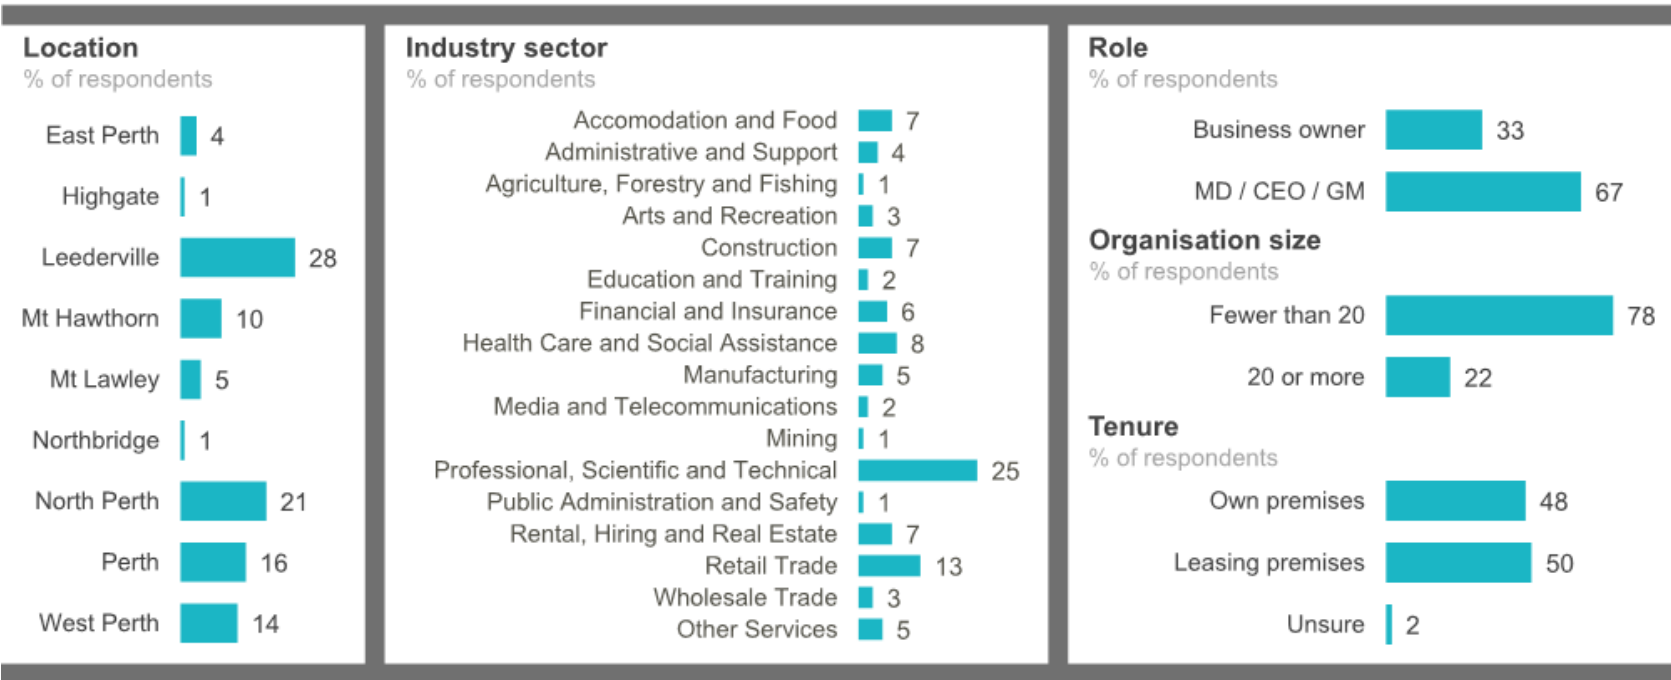 Location
% of respondents
East Perth 4
Highgate 1
Leederville 28
Mt Hawthorn 10
Mt Lawley 5
Northbridge 1
North Perth 21
Perth 16
West Perth 14
Industry sector
% of respondents
Accomodation and Food 7
Administrative and Support 4
Agriculture, Forestry and Fishing 1
Arts and Recreation 3
Construction 7
Education and Training 2
Financial and Insurance 6
Health Care and Social Assistance 8
Manufacturing 5
Media and Telecommunications 2
Mining 1
Professional, Scientific and Technical 25
Public Administration and Safety 1
Rental, Hiring and Real Estate 7
Retail Trade 13
Wholesale Trade 3
Other Services 5
Role
% of respondents
Business owner 33
MD / CEO / GM 67
Organisation size
% of respondents
Fewer than 20 78
20 or more 22
Tenure
% of respondents
Own premises 48
Leasing premises 50
Unsure 2